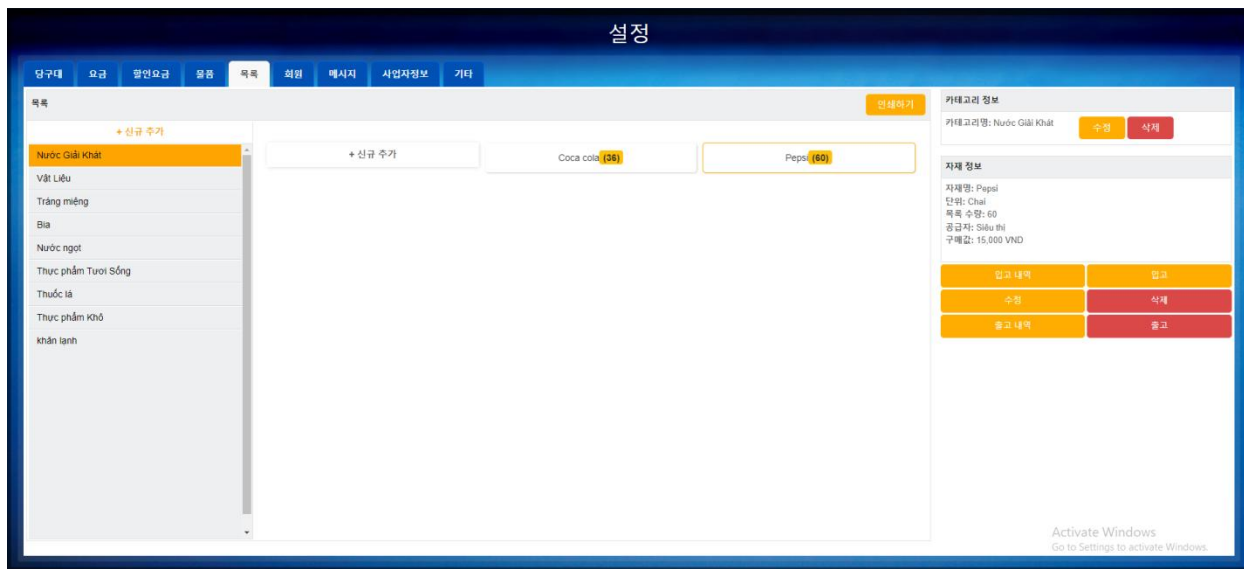 설정
당구대 요금 할인요금 물품 목록 회원 메시지 사업자정보 기타
목록
인쇄하기
+ 신규 추가
Nước Giải Khát
Vật Liệu
Tráng miệng
Bia
Nước ngọt
Thực phẩm Tươi Sống
Thuốc lá
Thực phẩm Khô
khăn lạnh
+ 신규 추가
Coca cola (36)
Pepsi (60)
카테고리 정보
카테고리명: Nước Giải Khát
수정 삭제
자재 정보
자재명: Pepsi
단위: Chai
목록 수량: 60
공급자: Siêu thị
구매값: 15,000 VND
입고 내역 입고
수정 삭제
출고 내역 출고
Activate Windows
Go to Settings to activate Windows.